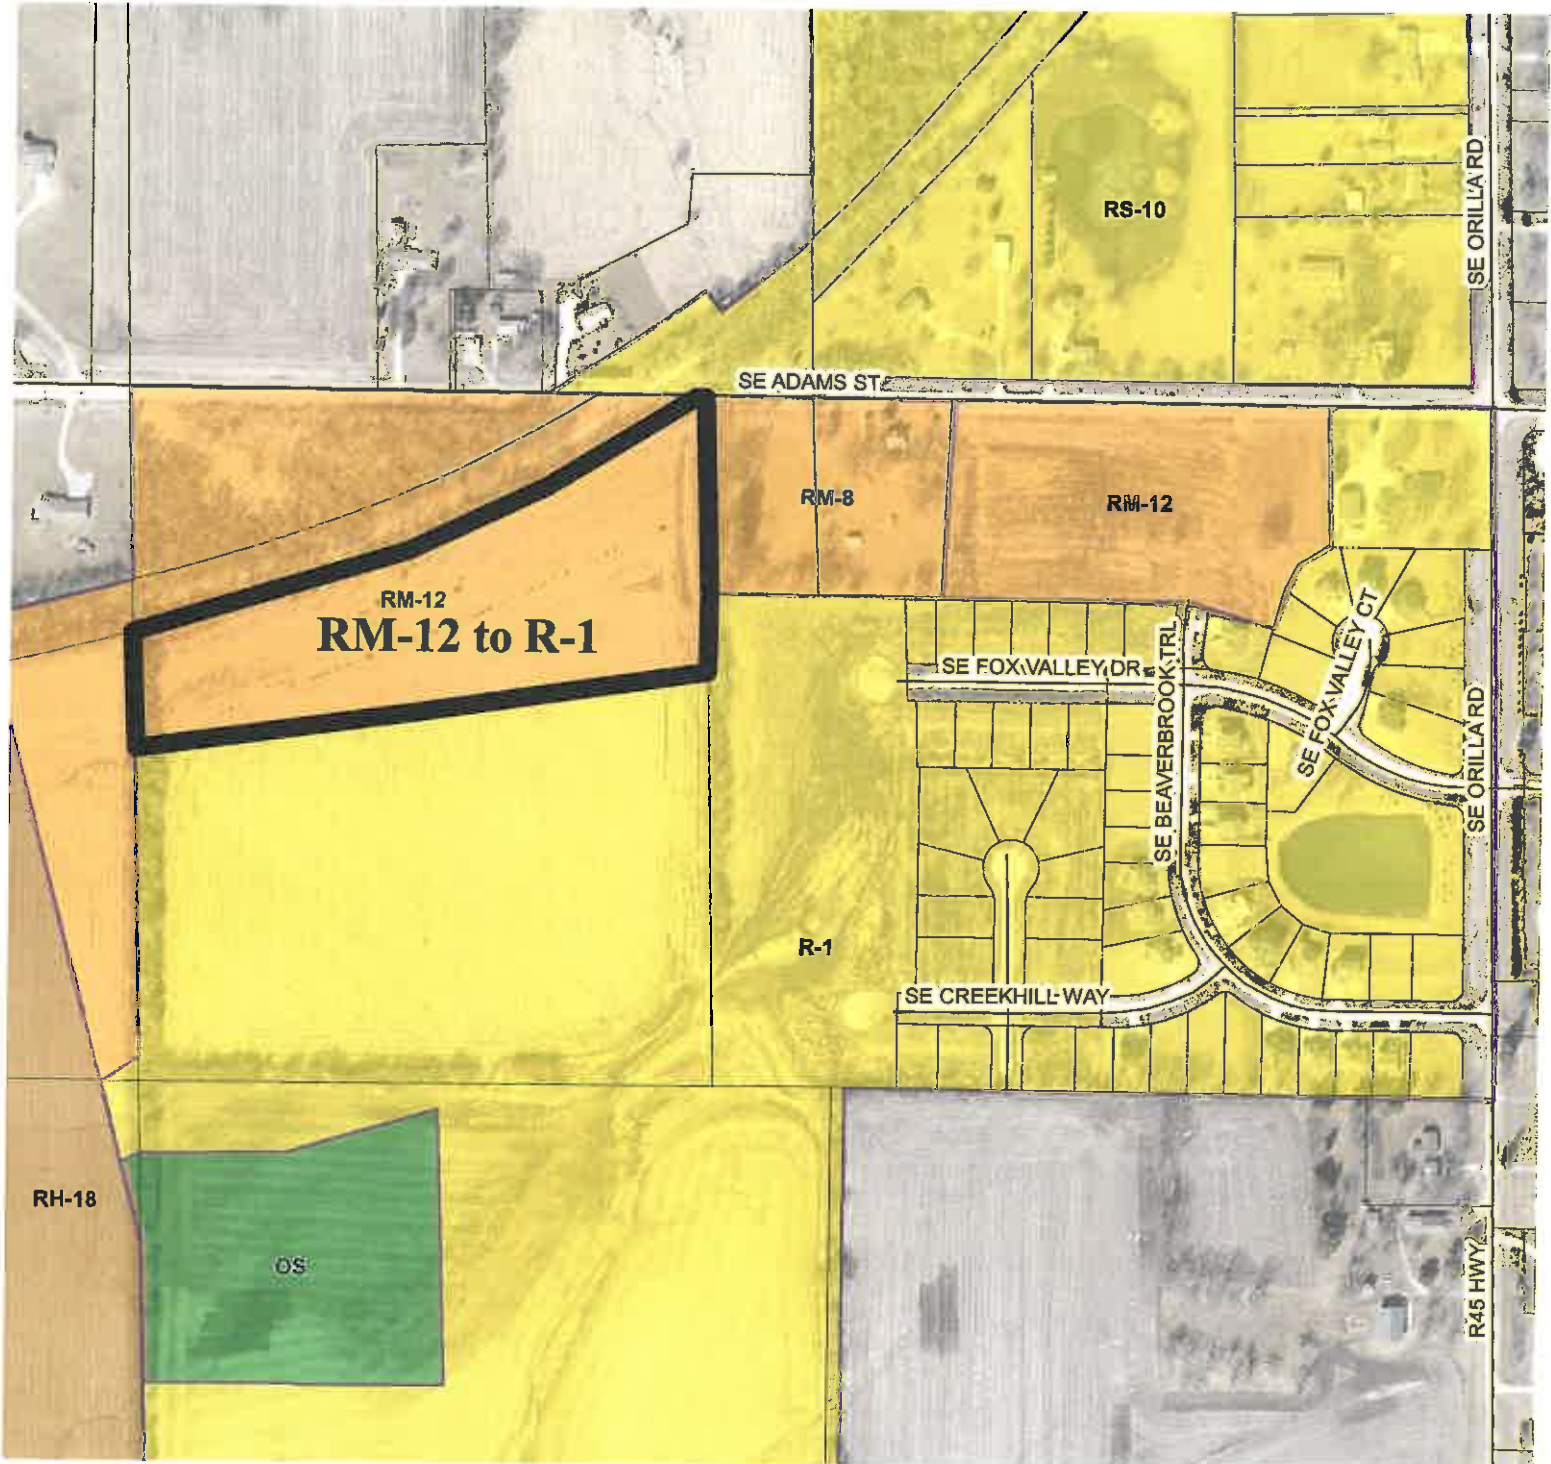 RS-10
SE ORILLA RD
SE ADAMS ST
RM-8
RM-12
RM-12
RM-12 to R-1
SE FOX VALLEY DR
SE BEAVERBROOK TRL
SE FOX VALLEY CT
SE ORILLA RD
R-1
SE CREEKHILL WAY
RH-18
OS
R45 HWY